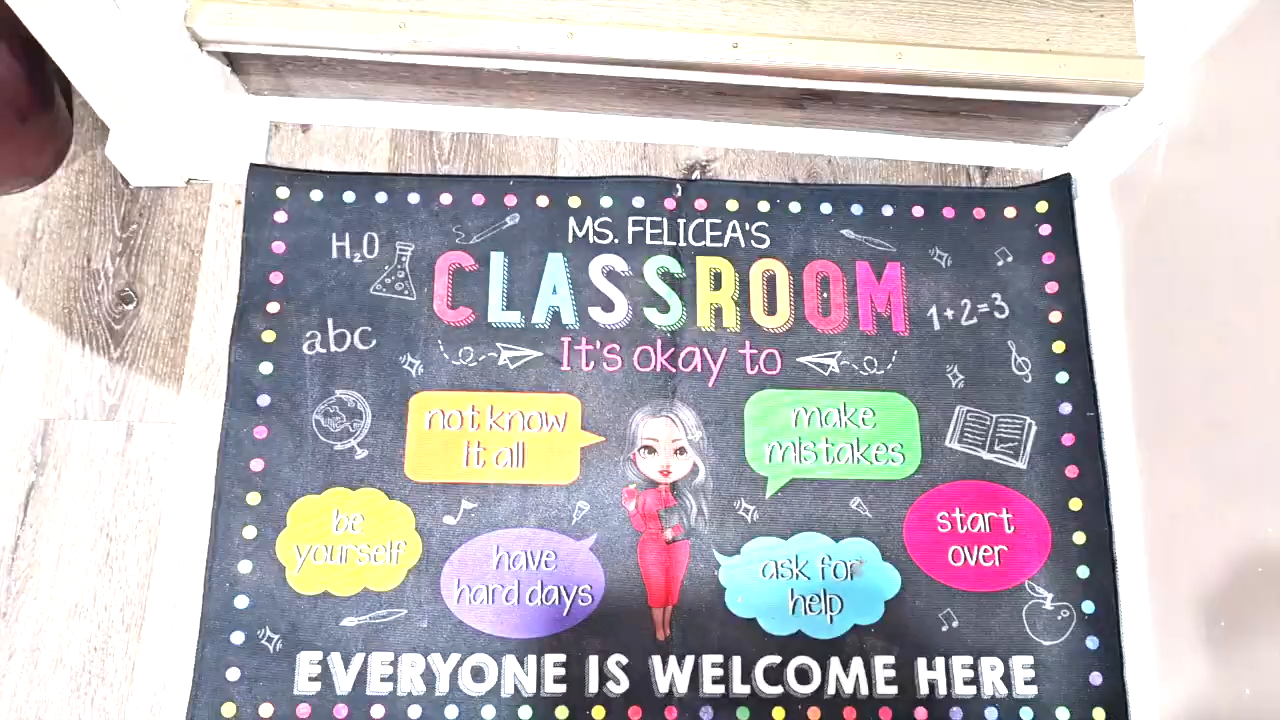 MS. FELICEA'S
CLASSROOM
It's okay to
H₂O
abc
1+2=3
not know
it all
make
mistakes
be
yourself
have
hard days
ask for
help
start
over
EVERYONE IS WELCOME HERE